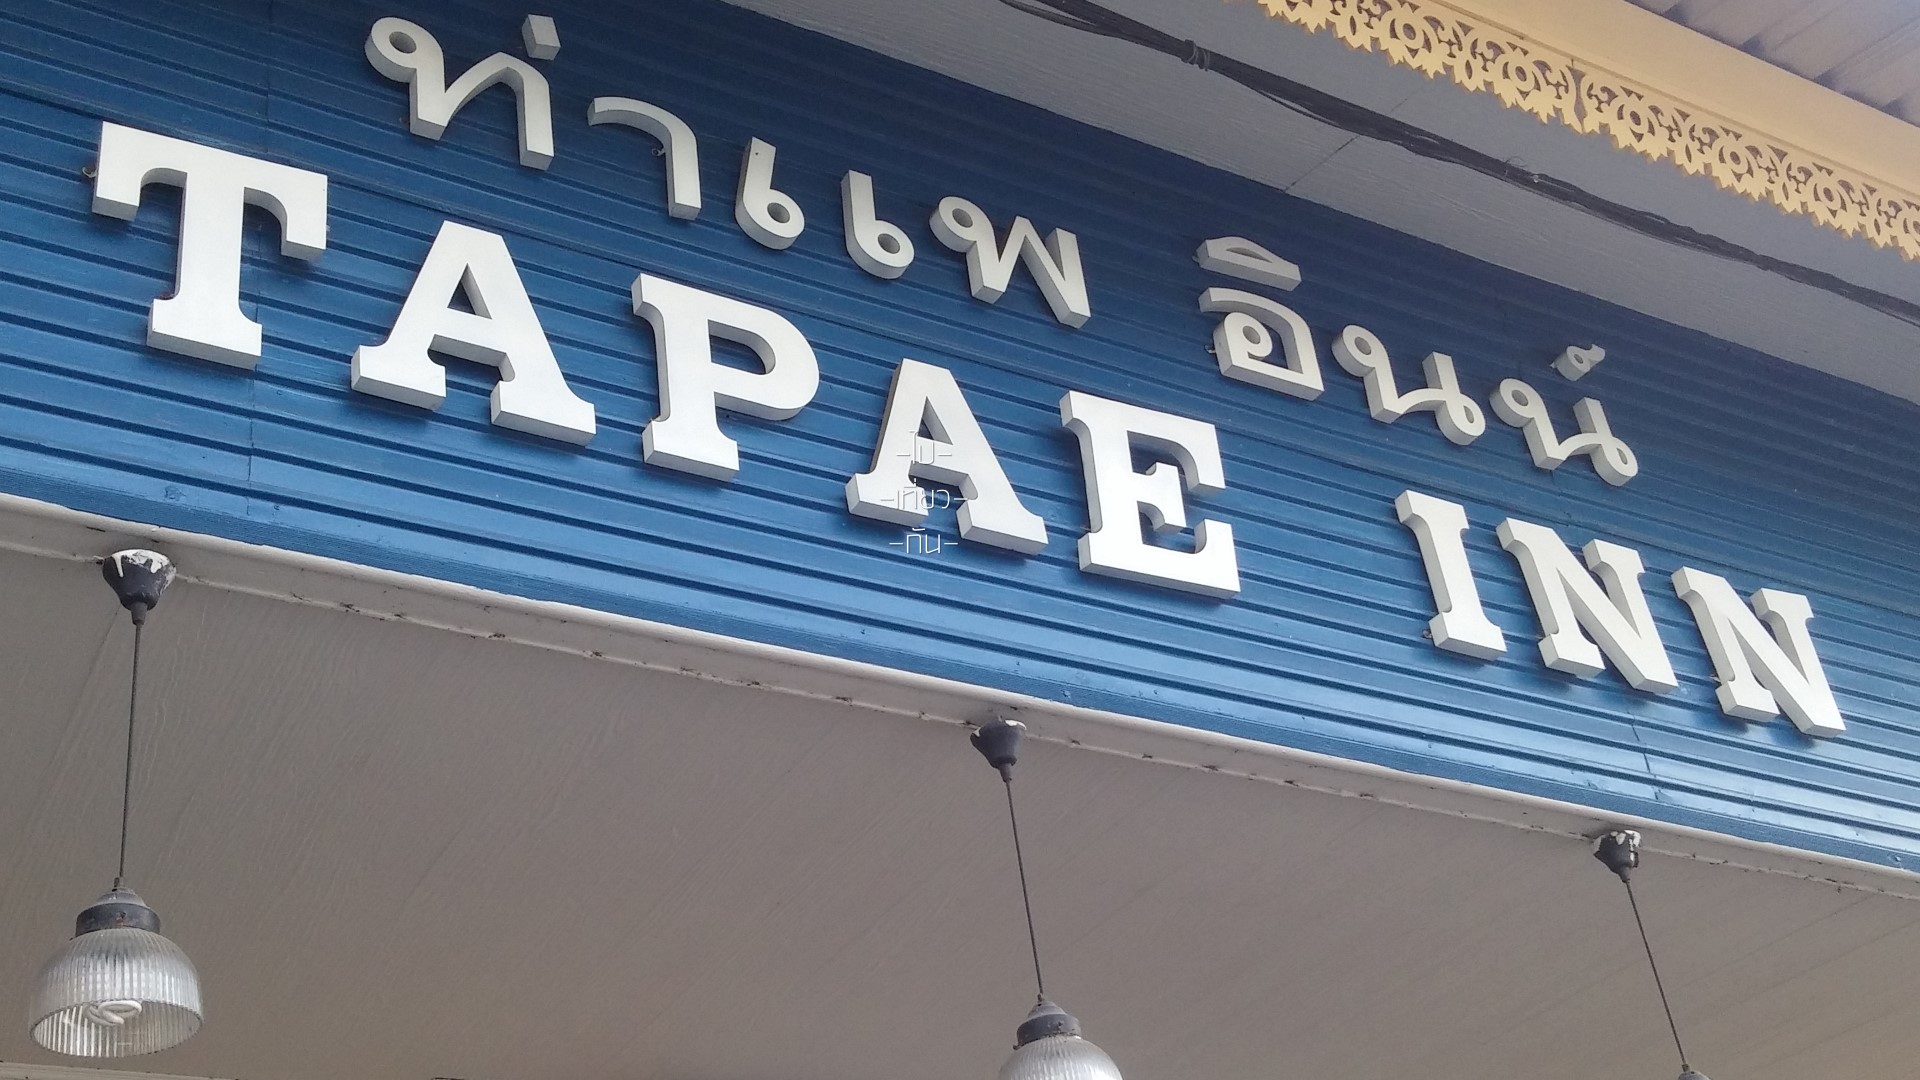 ท่าแพ อินน์
TAPAE INN
-ไป-
-เที่ยว-
-กัน-